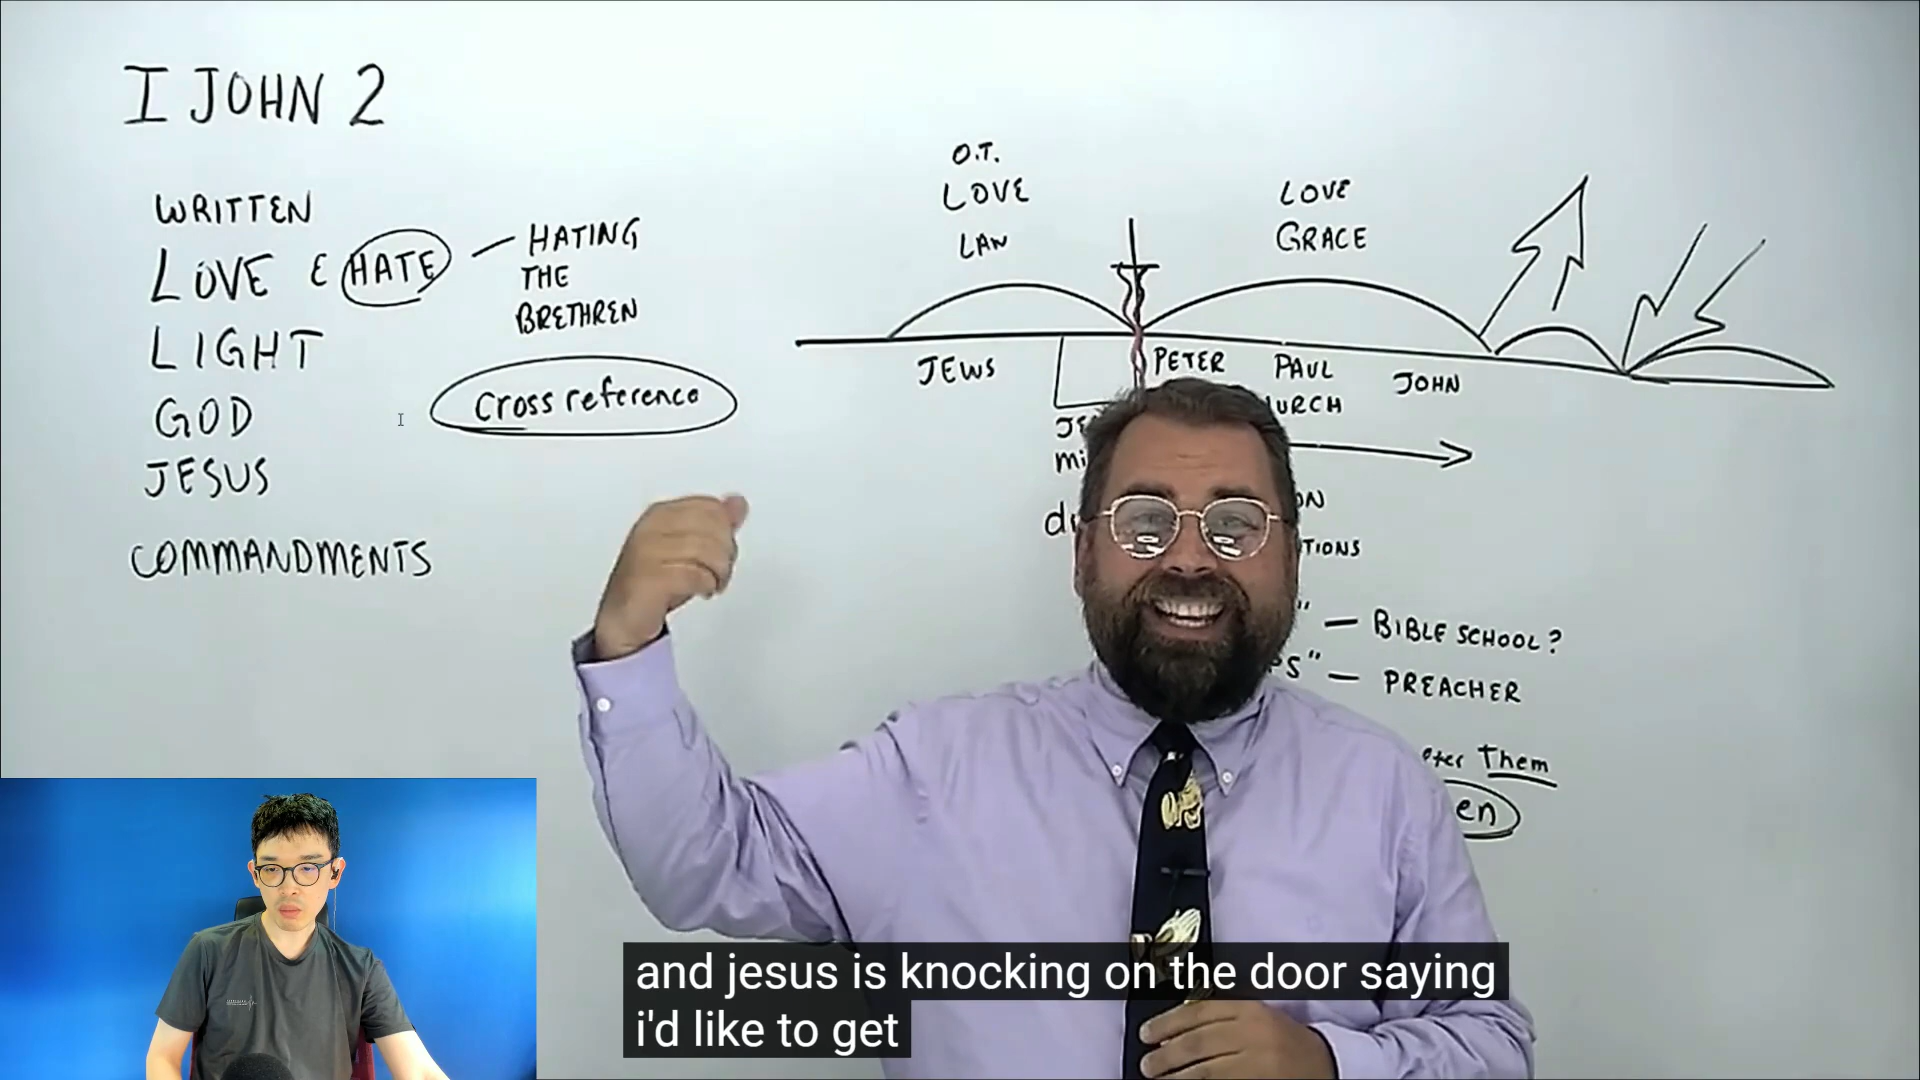 I JOHN 2
WRITTEN
LOVE & HATE — HATING
THE
BRETHREN
LIGHT
Cross reference
GOD
JESUS
COMMANDMENTS
O.T.
LOVE
LAW
LOVE
GRACE
JEWS
PETER PAUL JOHN
— BIBLE SCHOOL?
— PREACHER
Them
and jesus is knocking on the door saying
i'd like to get